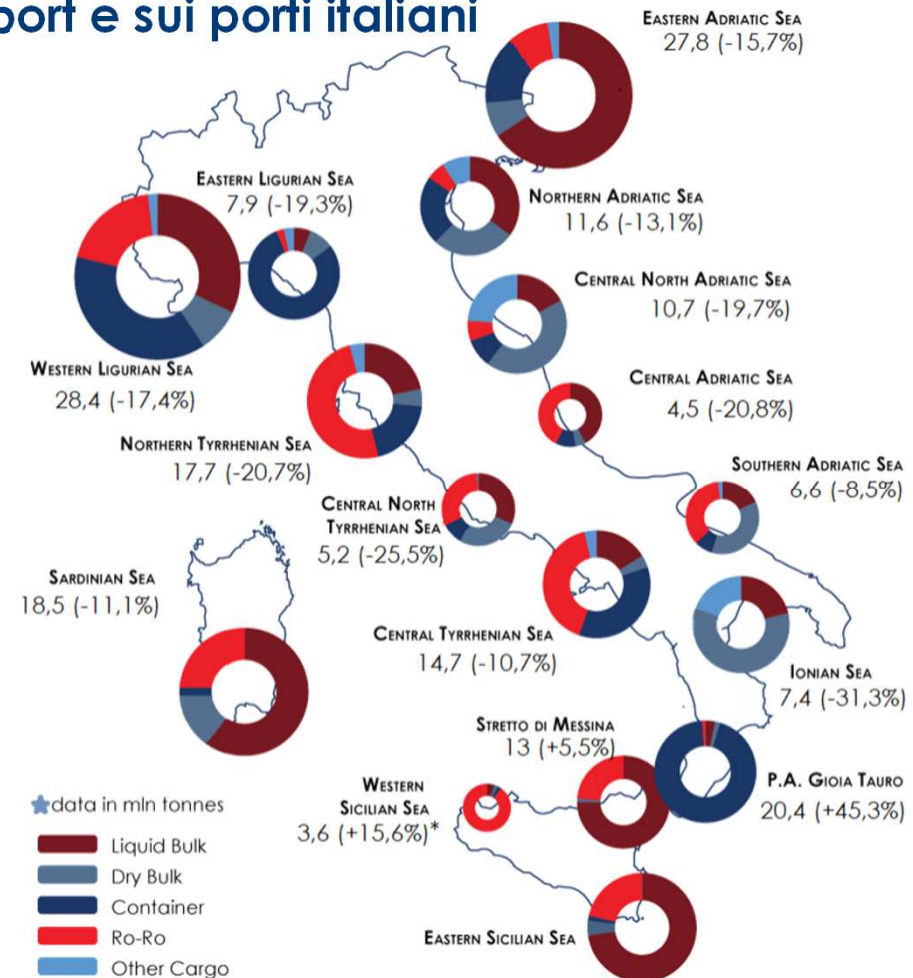 port e sui porti italiani
EASTERN ADRIATIC SEA
27,8 (-15,7%)
EASTERN LIGURIAN SEA
7,9 (-19,3%)
NORTHERN ADRIATIC SEA
11,6 (-13,1%)
CENTRAL NORTH ADRIATIC SEA
10,7 (-19,7%)
WESTERN LIGURIAN SEA
28,4 (-17,4%)
CENTRAL ADRIATIC SEA
4,5 (-20,8%)
NORTHERN TYRRHENIAN SEA
17,7 (-20,7%)
SOUTHERN ADRIATIC SEA
6,6 (-8,5%)
CENTRAL NORTH
TYRRHENIAN SEA
5,2 (-25,5%)
SARDINIAN SEA
18,5 (-11,1%)
CENTRAL TYRRHENIAN SEA
14,7 (-10,7%)
IONIAN SEA
7,4 (-31,3%)
STRETTO DI MESSINA
13 (+5,5%)
P.A. GIOIA TAURO
20,4 (+45,3%)
WESTERN
SICILIAN SEA
3,6 (+15,6%)*
EASTERN SICILIAN SEA
data in mln tonnes
Liquid Bulk
Dry Bulk
Container
Ro-Ro
Other Cargo